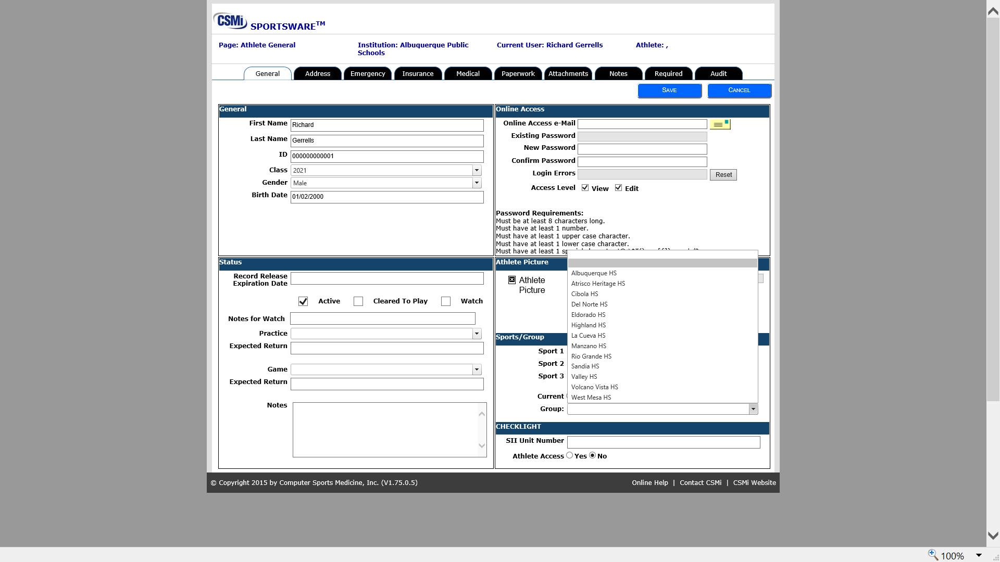 CSMi SPORTSWARE™
Page: Athlete General
Institution: Albuquerque Public
Schools
Current User: Richard Gerrells
Athlete: ,
General
Address
Emergency
Insurance
Medical
Paperwork
Attachments
Notes
Required
Audit
SAVE
CANCEL
General
First Name Richard
Last Name Gerrells
ID 000000000001
Class 2021
Gender Male
Birth Date 01/02/2000
Online Access
Online Access e-Mail
Existing Password
New Password
Confirm Password
Login Errors Reset
Access Level View Edit
Password Requirements:
Must be at least 8 characters long.
Must have at least 1 number.
Must have at least 1 upper case character.
Must have at least 1 lower case character.
Must have at least 1
Status
Record Release
Expiration Date
Active Cleared To Play Watch
Notes for Watch
Practice
Expected Return
Game
Expected Return
Notes
Athlete Picture
Athlete
Picture
Sports/Group
Sport 1
Sport 2
Sport 3
Current
Albuquerque HS
Atrisco Heritage HS
Cibola HS
Del Norte HS
Eldorado HS
Highland HS
La Cueva HS
Manzano HS
Rio Grande HS
Sandia HS
Valley HS
Volcano Vista HS
West Mesa HS
Group:
CHECKLIGHT
SII Unit Number
Athlete Access Yes No
© Copyright 2015 by Computer Sports Medicine, Inc. (V1.75.0.5)
Online Help | Contact CSMi | CSMi Website
100%